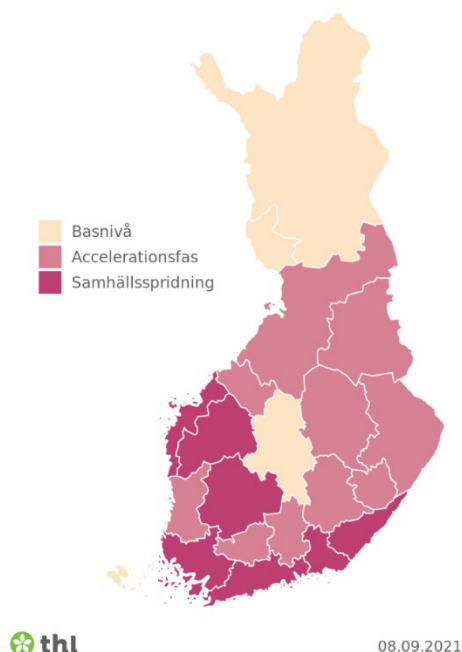 Basnivå
Accelerationsfas
Samhällsspridning
thl
08.09.2021